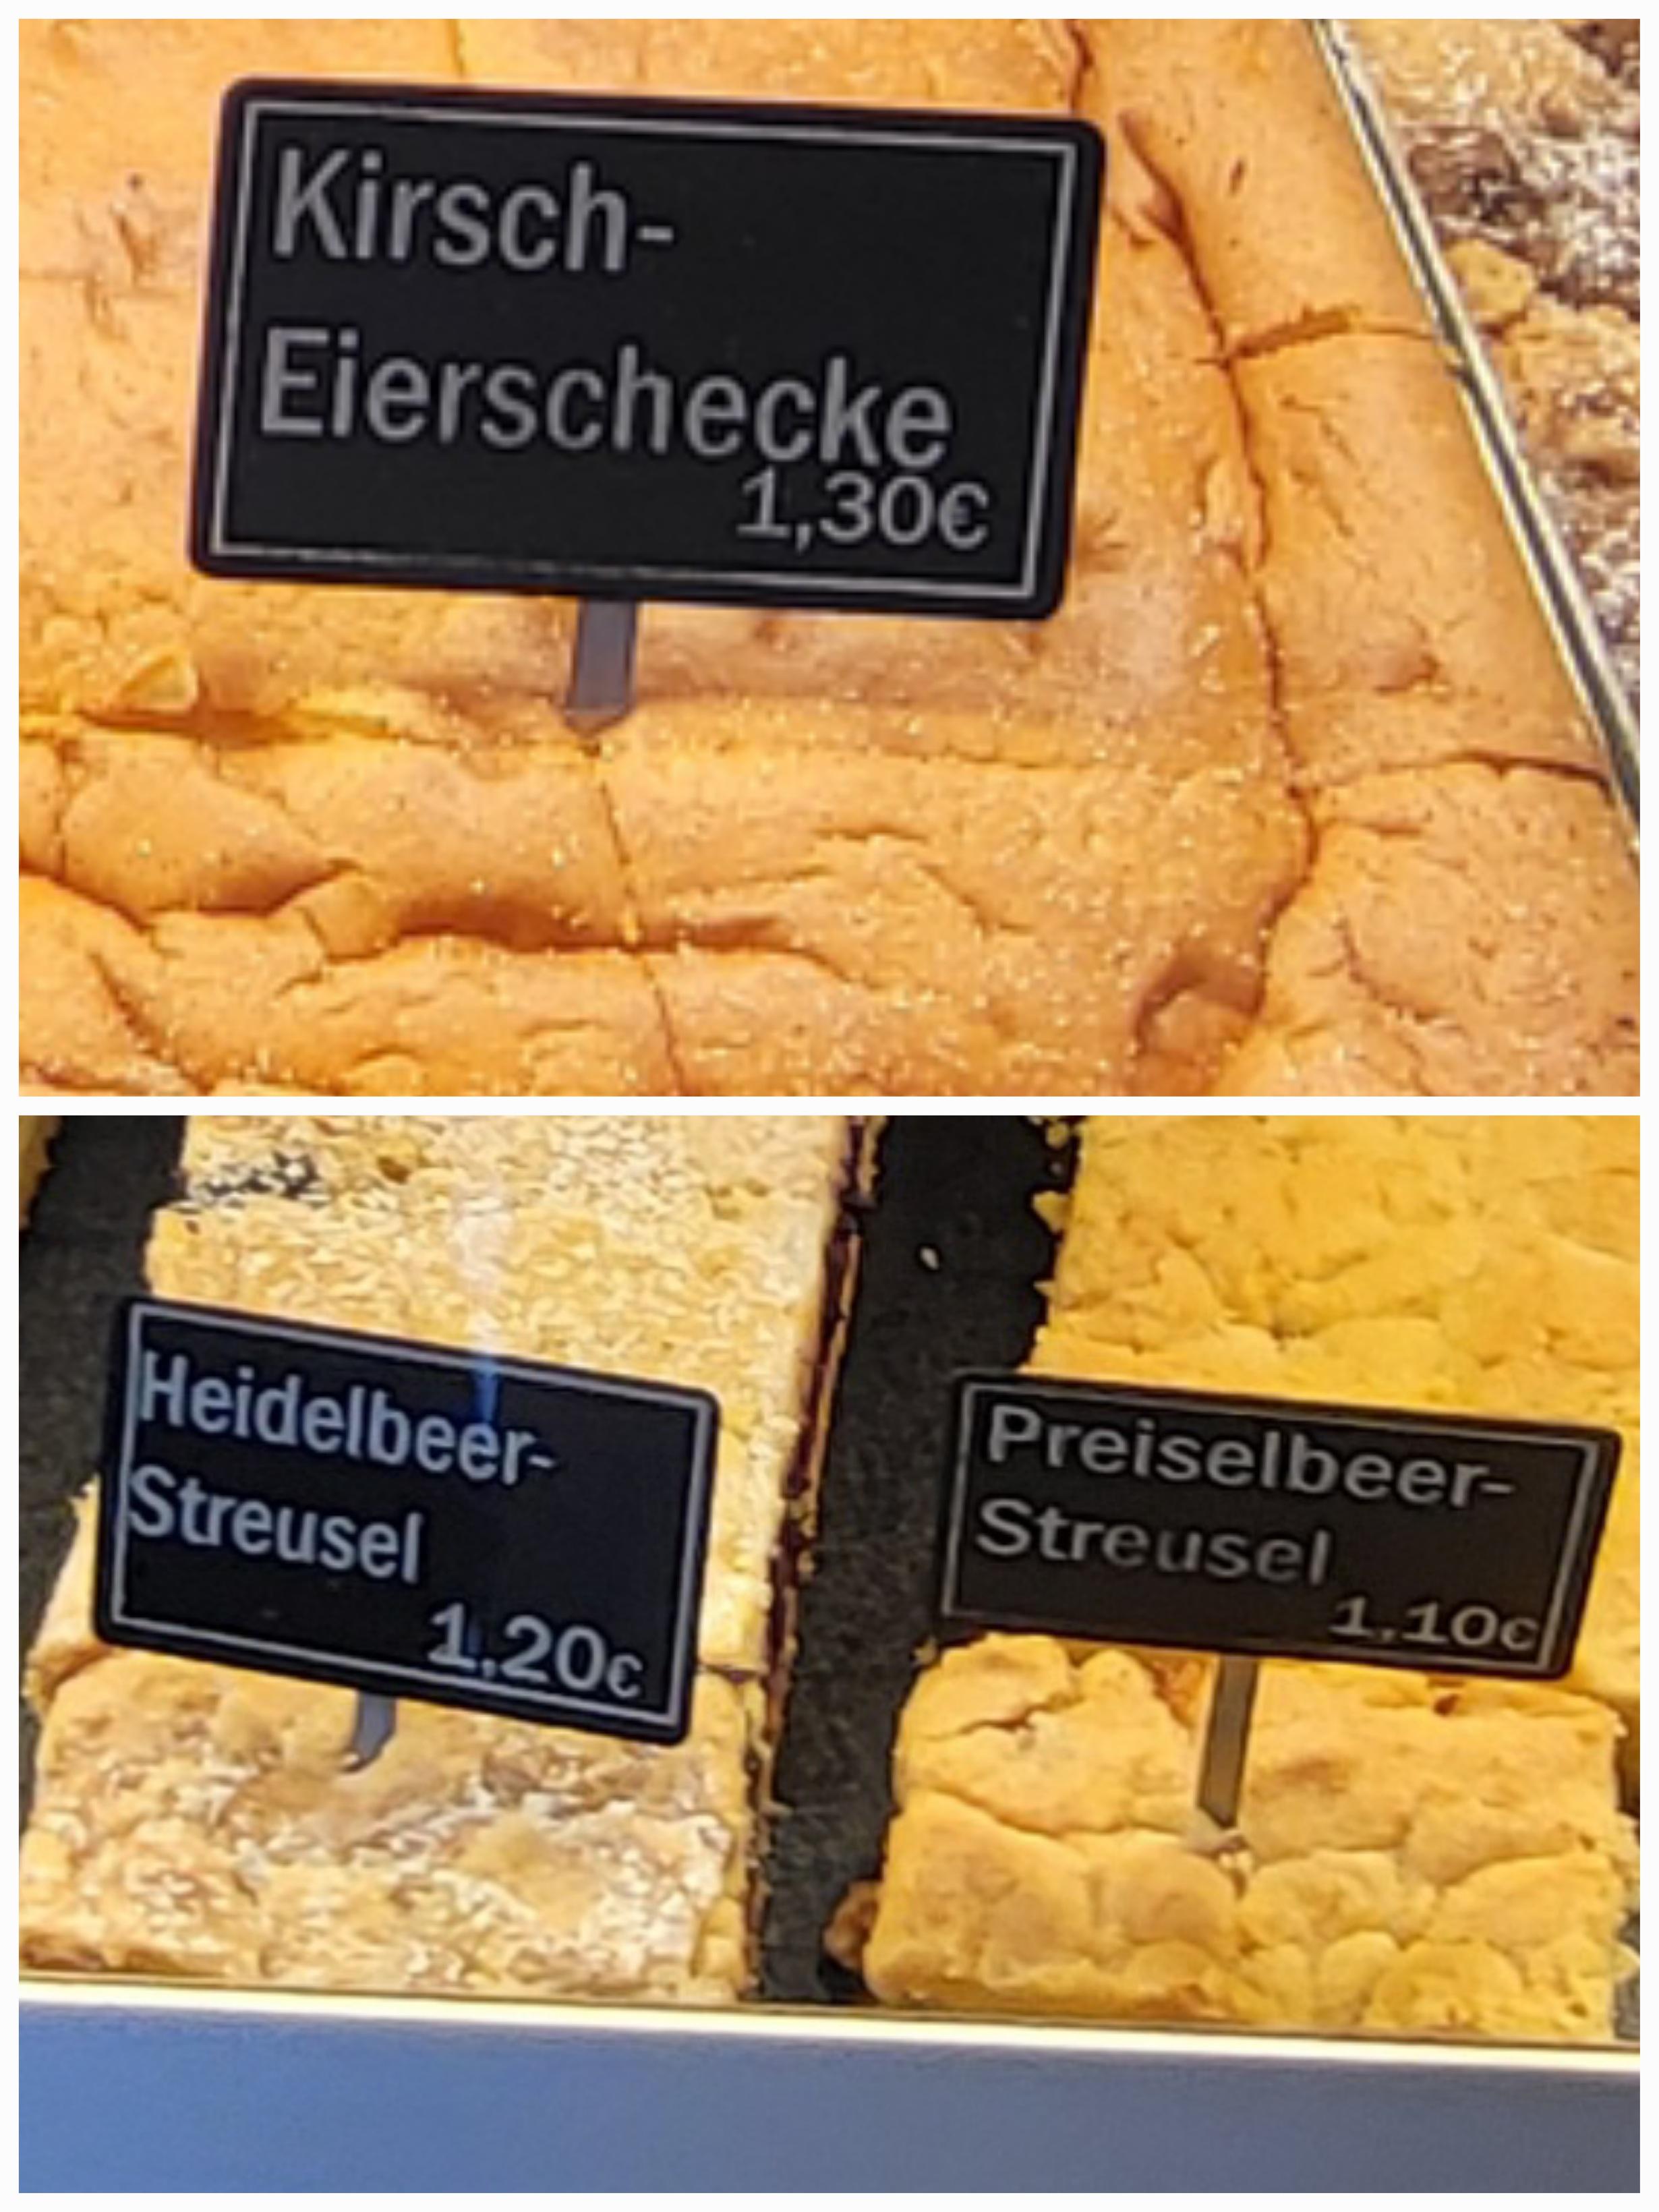 Kirsch-
Eierschecke
1,30€
Heidelbeer-
Streusel
1,20€
Preiselbeer-
Streusel
1,10€